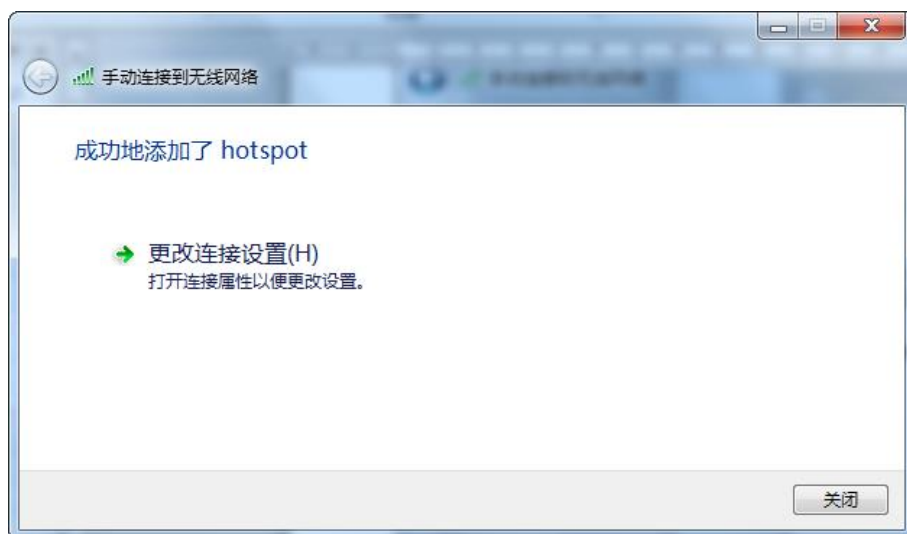 手动连接到无线网络
成功地添加了 hotspot
更改连接设置(H)
打开连接属性以便更改设置。
关闭